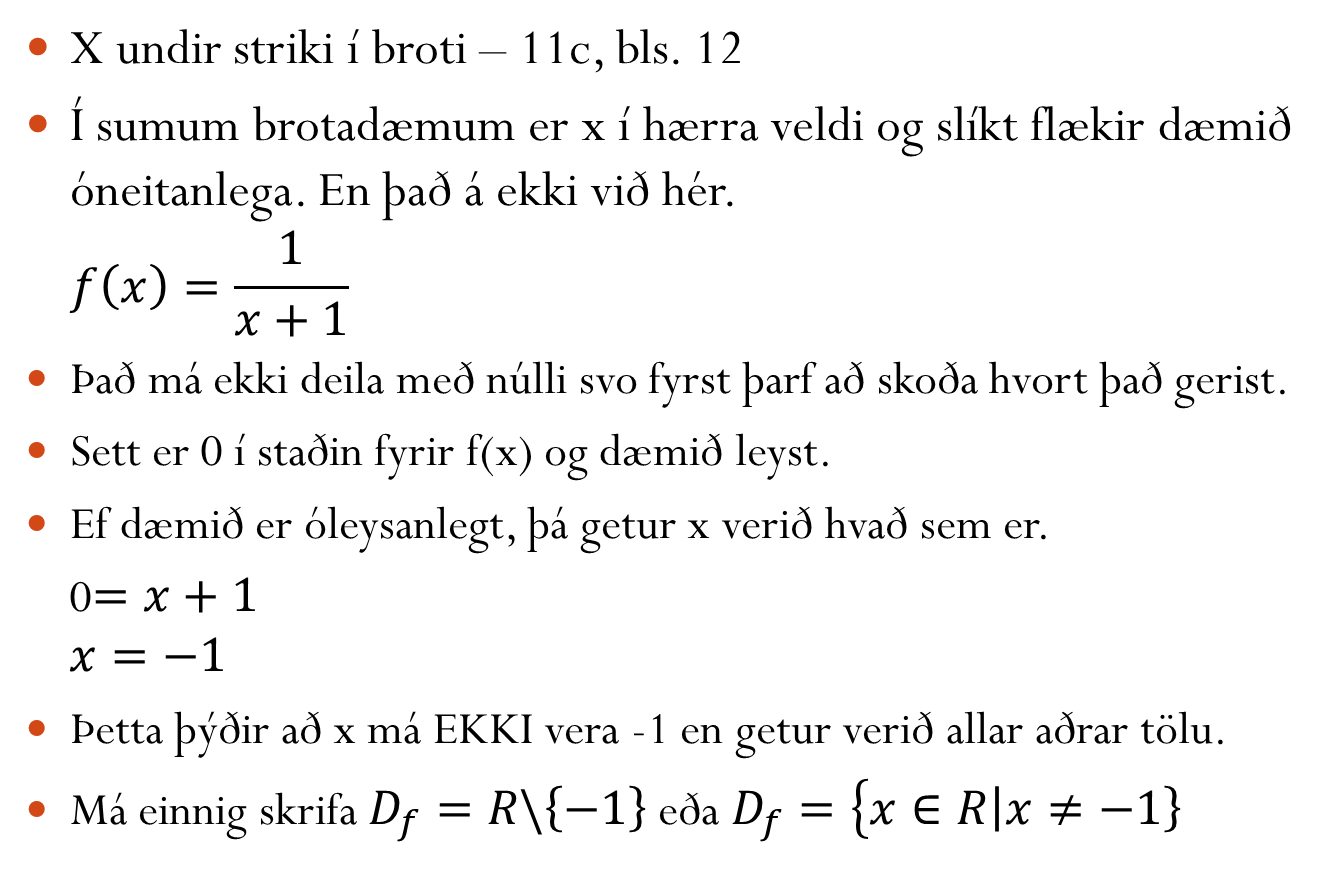 • X undir striki í broti – 11c, bls. 12
• Í sumum brotadæmum er x í hærra veldi og slíkt flækir dæmið
óneitanlega. En það á ekki við hér.
f(x) = 1/(x + 1)
• Það má ekki deila með núlli svo fyrst þarf að skoða hvort það gerist.
• Sett er 0 í staðin fyrir f(x) og dæmið leyst.
• Ef dæmið er óleysanlegt, þá getur x verið hvað sem er.
0= x + 1
x = −1
• Þetta þýðir að x má EKKI vera -1 en getur verið allar aðrar tölu.
• Má einnig skrifa D_f = R\{−1} eða D_f = {x ∈ R|x ≠ −1}